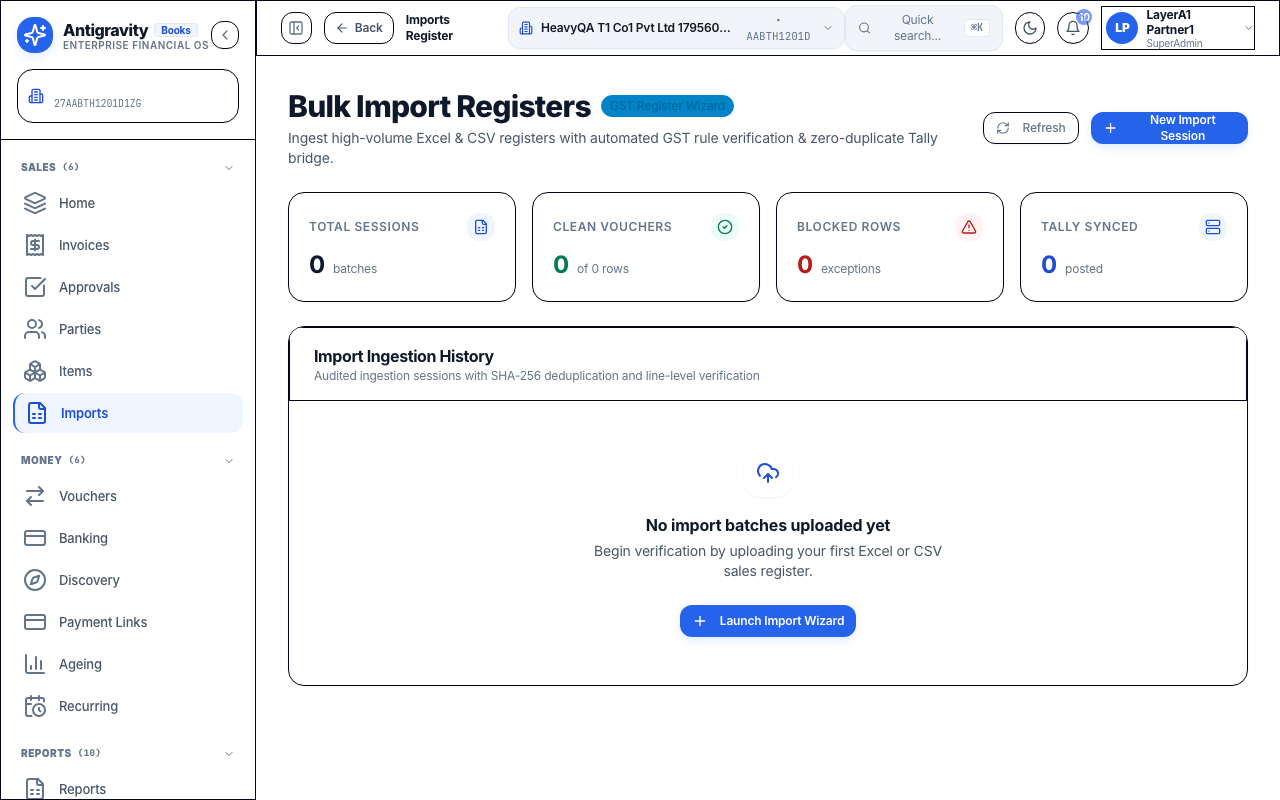 Antigravity Books
ENTERPRISE FINANCIAL OS
27AABTH1201D1ZG
SALES (6)
Home
Invoices
Approvals
Parties
Items
Imports
MONEY (6)
Vouchers
Banking
Discovery
Payment Links
Ageing
Recurring
REPORTS (10)
Reports
Back
Imports
Register
HeavyQA T1 Co1 Pvt Ltd 179560...
• AABTH1201D
Quick
search...
⌘K
LP
LayerA1
Partner1
SuperAdmin
Bulk Import Registers
GST Register Wizard
Ingest high-volume Excel & CSV registers with automated GST rule verification & zero-duplicate Tally
bridge.
Refresh
New Import
Session
TOTAL SESSIONS
0 batches
CLEAN VOUCHERS
0 of 0 rows
BLOCKED ROWS
0 exceptions
TALLY SYNCED
0 posted
Import Ingestion History
Audited ingestion sessions with SHA-256 deduplication and line-level verification
No import batches uploaded yet
Begin verification by uploading your first Excel or CSV
sales register.
Launch Import Wizard